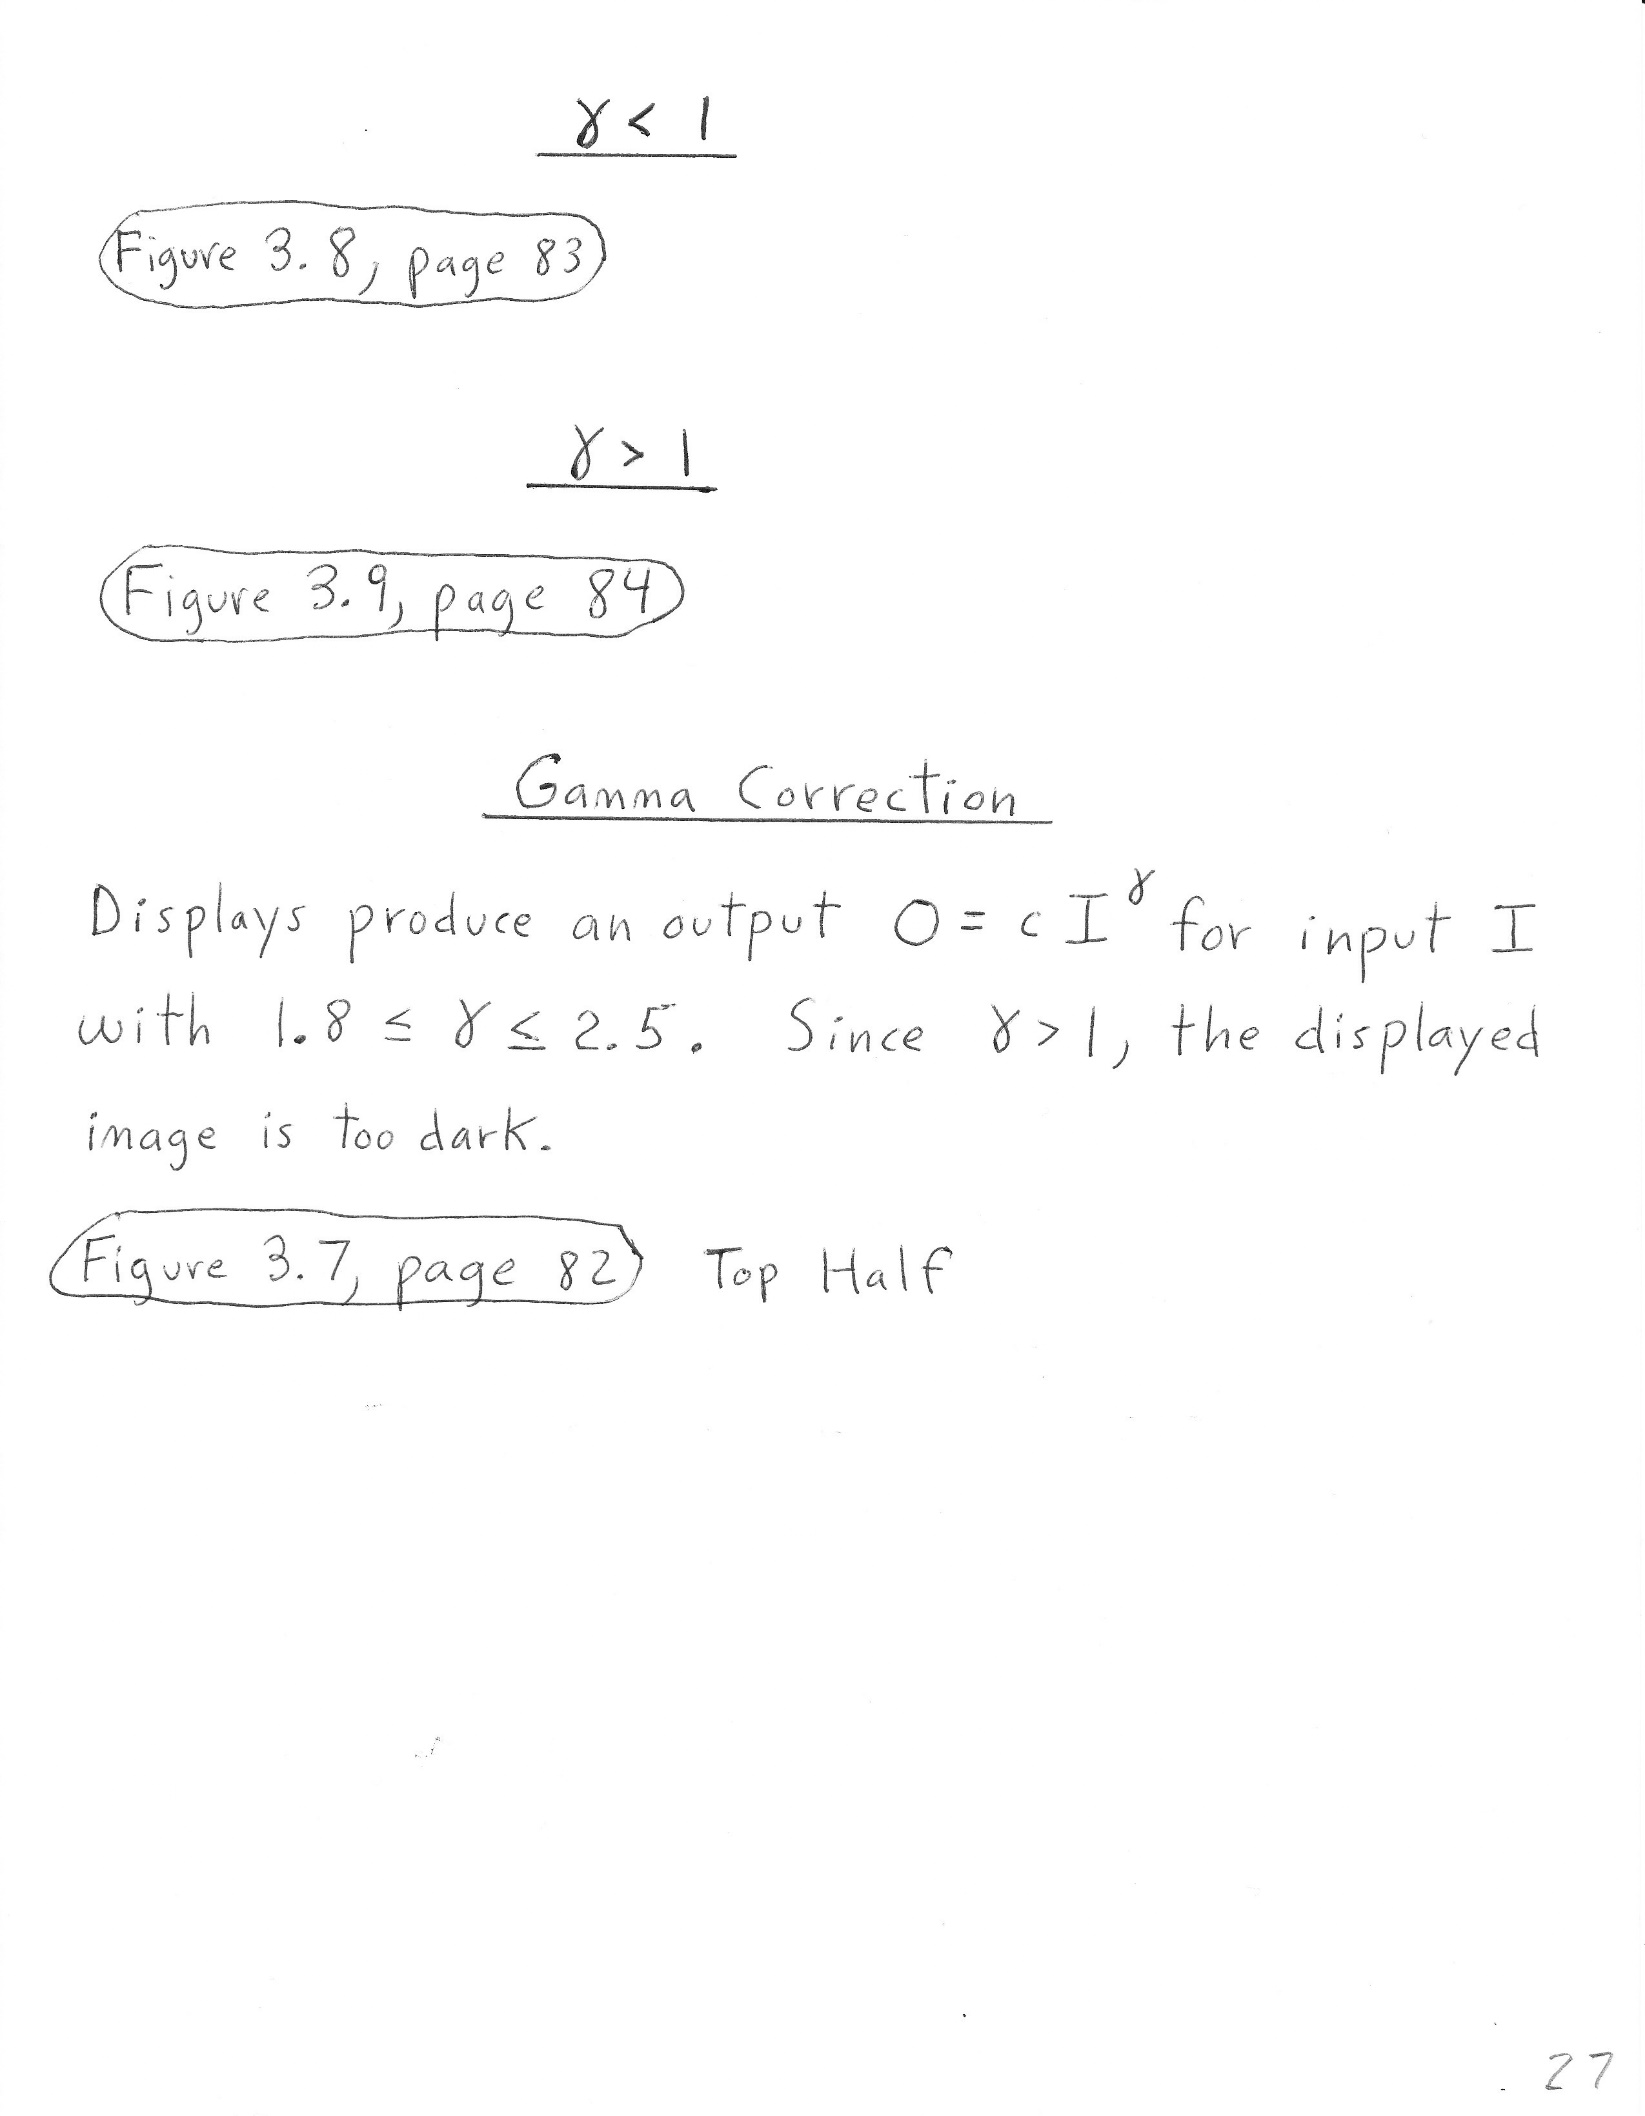 γ < 1
Figure 3.8, page 83
γ > 1
Figure 3.9, page 84
Gamma Correction
Displays produce an output O = c I^γ for input I
with 1.8 ≤ γ ≤ 2.5. Since γ > 1, the displayed
image is too dark.
Figure 3.7, page 82 Top Half
27